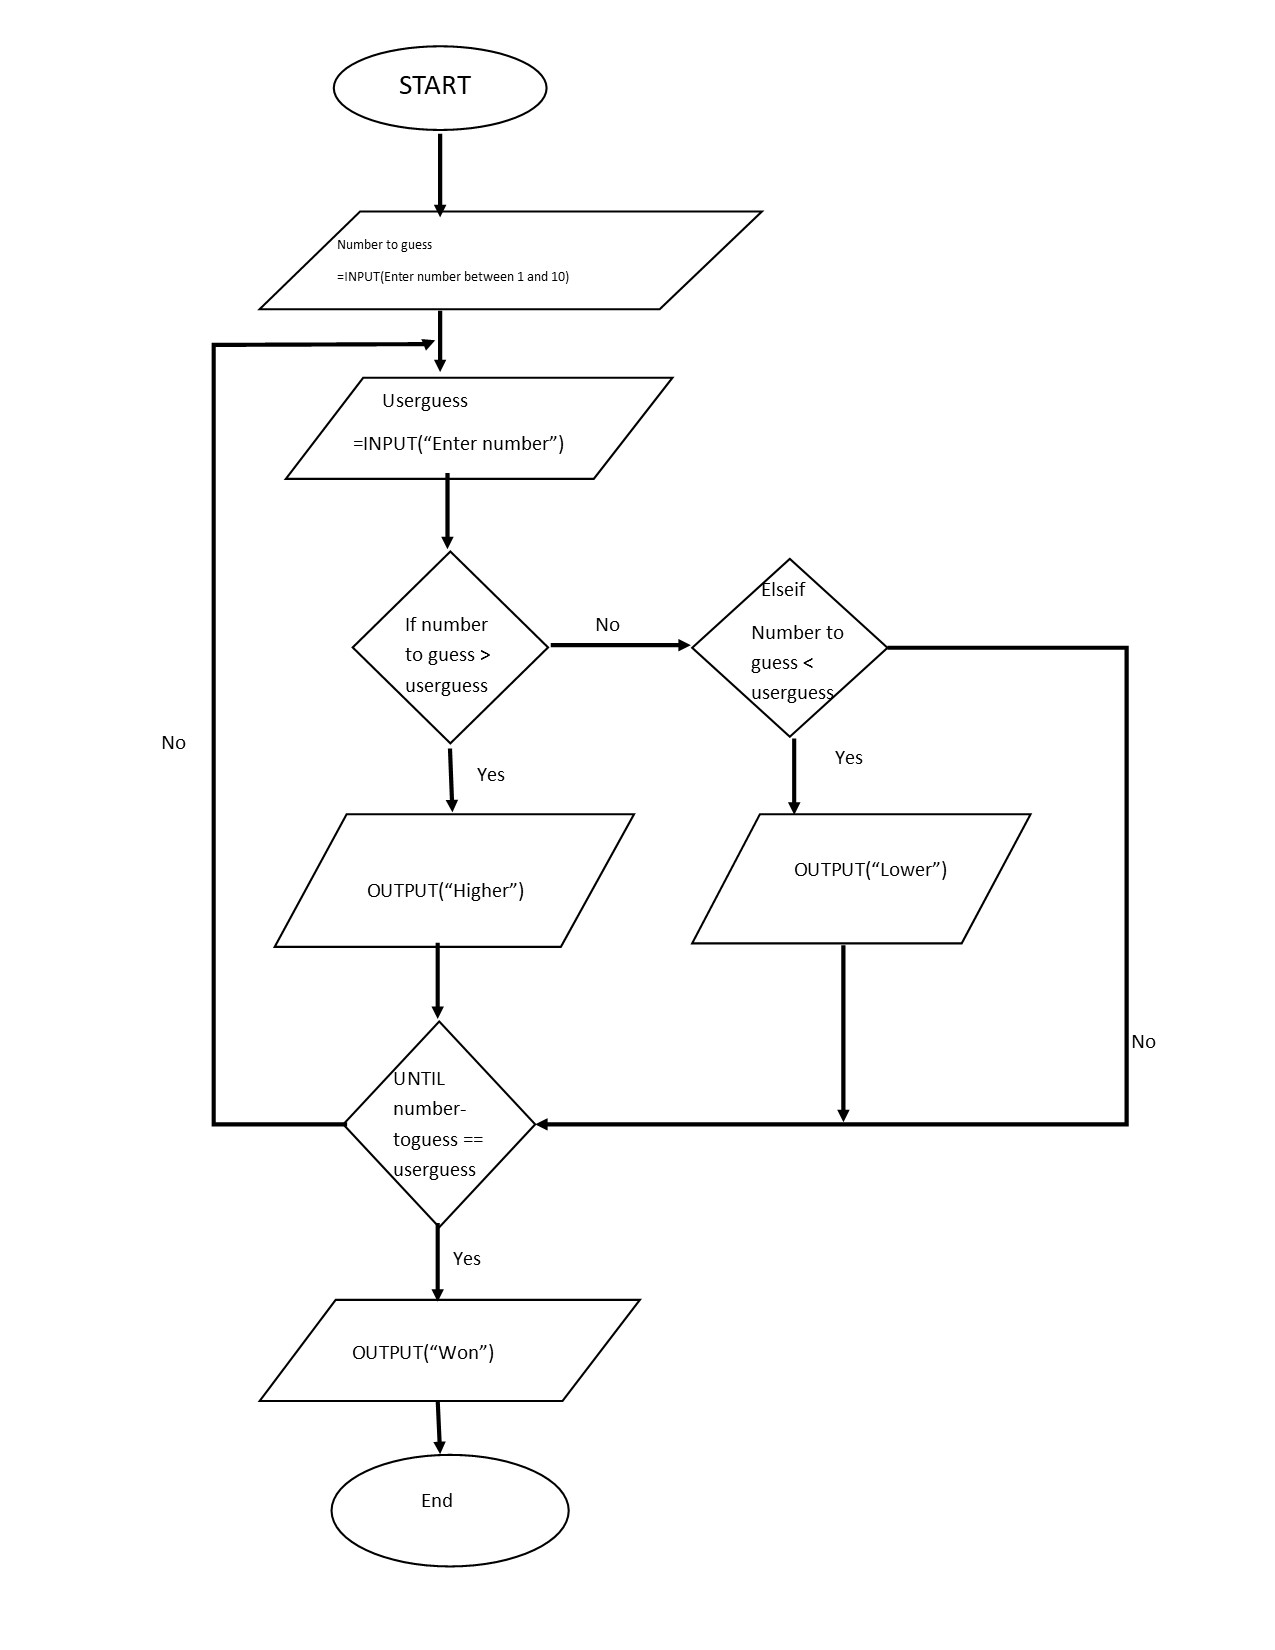 START
Number to guess
=INPUT(Enter number between 1 and 10)
Userguess
=INPUT(“Enter number”)
If number
to guess >
userguess
No
Elseif
Number to
guess <
userguess
No
Yes
Yes
OUTPUT(“Higher”)
OUTPUT(“Lower”)
No
UNTIL
number-
toguess ==
userguess
Yes
OUTPUT(“Won”)
End